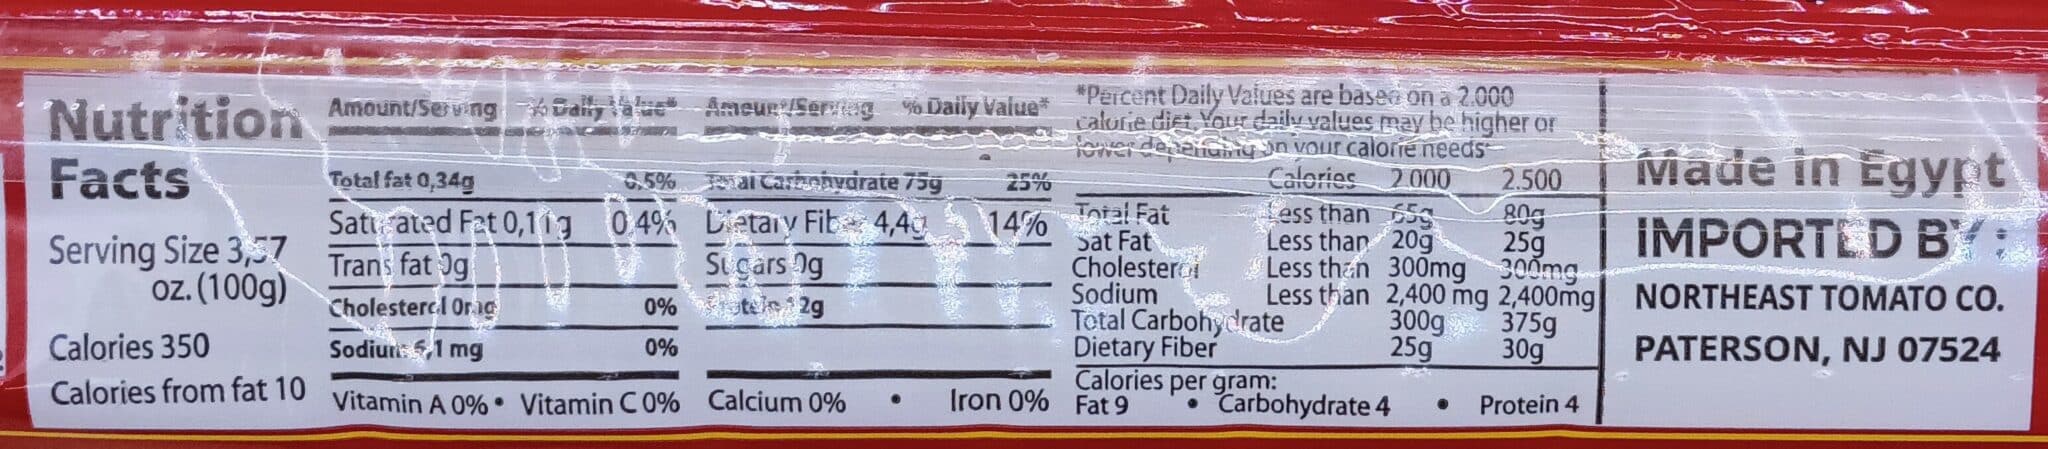 Nutrition
Facts
Serving Size 3,57
oz. (100g)
Calories 350
Calories from fat 10
Amount/Serving % Daily Value*
Total fat 0,34g 0.5%
Saturated Fat 0,11g 0.4%
Trans fat 0g
Cholesterol 0mg 0%
Sodium 6,1 mg 0%
Vitamin A 0% • Vitamin C 0%
Amount/Serving % Daily Value*
Total Carbohydrate 75g 25%
Dietary Fiber 4,4g 14%
Sugars 0g
Protein 12g
Calcium 0% • Iron 0%
*Percent Daily Values are based on a 2.000
calorie diet Your daily values may be higher or
lower depending on your calorie needs
Calories 2.000 2.500
Total Fat Less than 65g 80g
Sat Fat Less than 20g 25g
Cholesterol Less than 300mg 300mg
Sodium Less than 2,400 mg 2,400mg
Total Carbohydrate 300g 375g
Dietary Fiber 25g 30g
Calories per gram:
Fat 9 • Carbohydrate 4 • Protein 4
Made in Egypt
IMPORTED BY:
NORTHEAST TOMATO CO.
PATERSON, NJ 07524